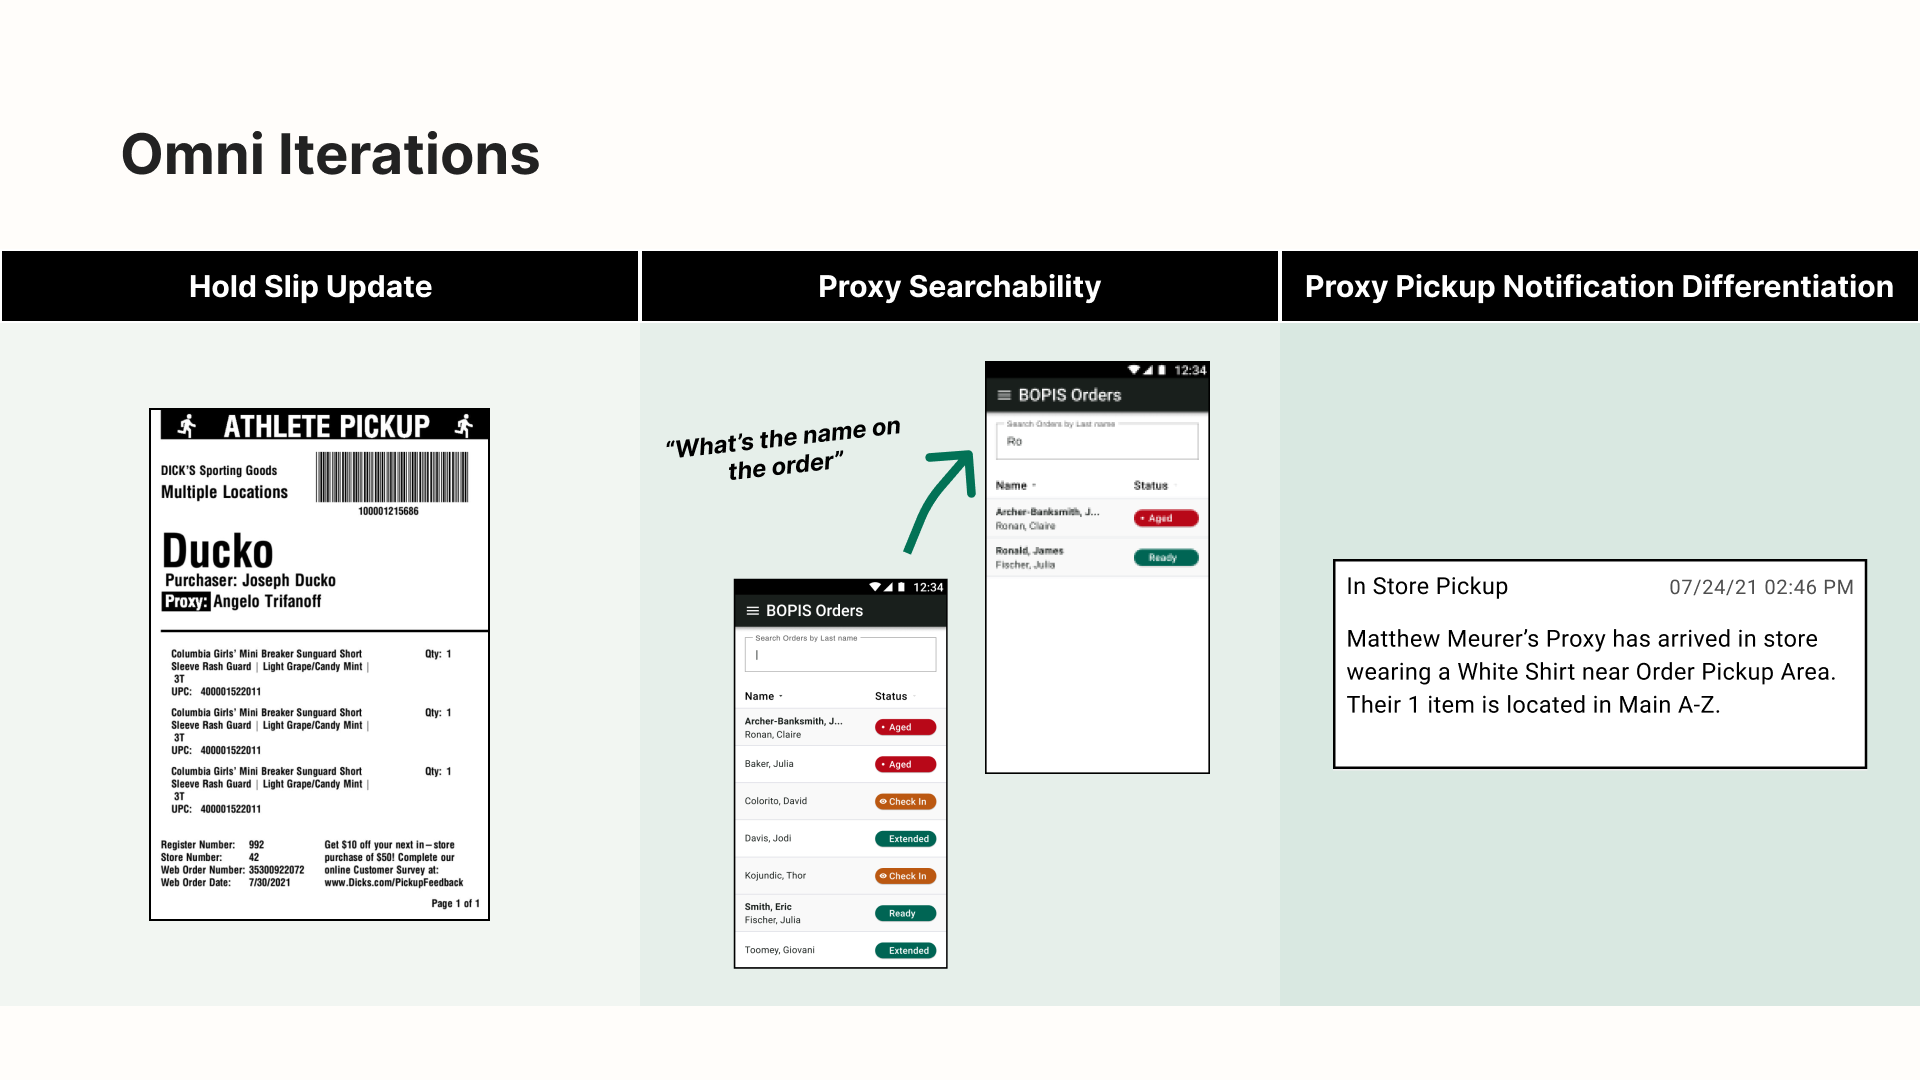 Omni Iterations
Hold Slip Update
Proxy Searchability
Proxy Pickup Notification Differentiation
ATHLETE PICKUP
DICK'S Sporting Goods
Multiple Locations
100001215686
Ducko
Purchaser: Joseph Ducko
Proxy: Angelo Trifanoff
Columbia Girls' Mini Breaker Sunguard Short Qty: 1
Sleeve Rash Guard | Light Grape/Candy Mint |
3T
UPC: 400001522011
Columbia Girls' Mini Breaker Sunguard Short Qty: 1
Sleeve Rash Guard | Light Grape/Candy Mint |
3T
UPC: 400001522011
Columbia Girls' Mini Breaker Sunguard Short Qty: 1
Sleeve Rash Guard | Light Grape/Candy Mint |
3T
UPC: 400001522011
Register Number: 992
Store Number: 42
Web Order Number: 35300922072
Web Order Date: 7/30/2021
Get $10 off your next in-store
purchase of $50! Complete our
online Customer Survey at:
www.Dicks.com/PickupFeedback
Page 1 of 1
“What’s the name on
the order”
12:34
BOPIS Orders
Search Orders by Last name
Name Status
Archer-Banksmith, J...
Ronan, Claire
Aged
Baker, Julia Aged
Colorito, David Check In
Davis, Jodi Extended
Kojundic, Thor Check In
Smith, Eric
Fischer, Julia
Ready
Toomey, Giovani Extended
12:34
BOPIS Orders
Search Orders by Last name
Ro
Name Status
Archer-Banksmith, J...
Ronan, Claire
Aged
Ronald, James
Fischer, Julia
Ready
In Store Pickup 07/24/21 02:46 PM
Matthew Meurer’s Proxy has arrived in store
wearing a White Shirt near Order Pickup Area.
Their 1 item is located in Main A-Z.